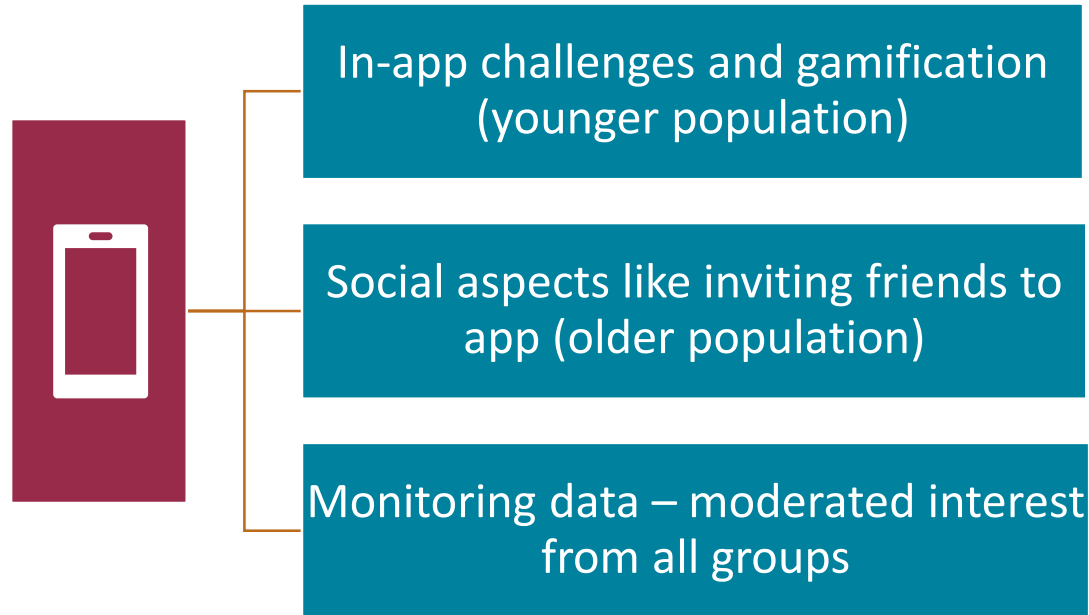 In-app challenges and gamification
(younger population)
Social aspects like inviting friends to
app (older population)
Monitoring data – moderated interest
from all groups